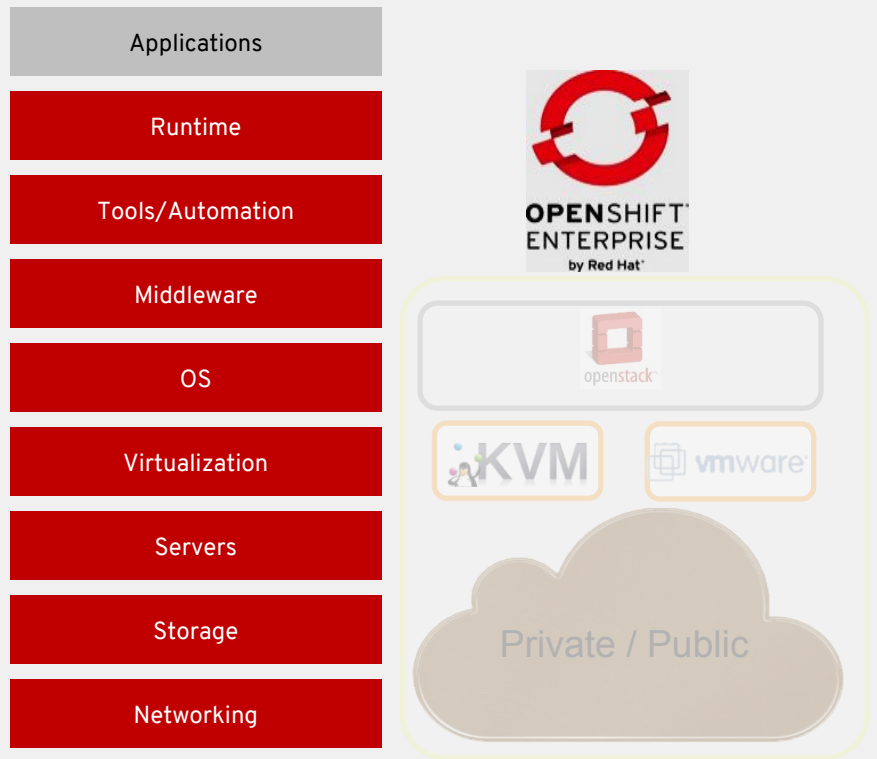 Applications
Runtime
Tools/Automation
Middleware
OS
Virtualization
Servers
Storage
Networking
OPENSHIFT
ENTERPRISE
by Red Hat
openstack
KVM
vmware
Private / Public